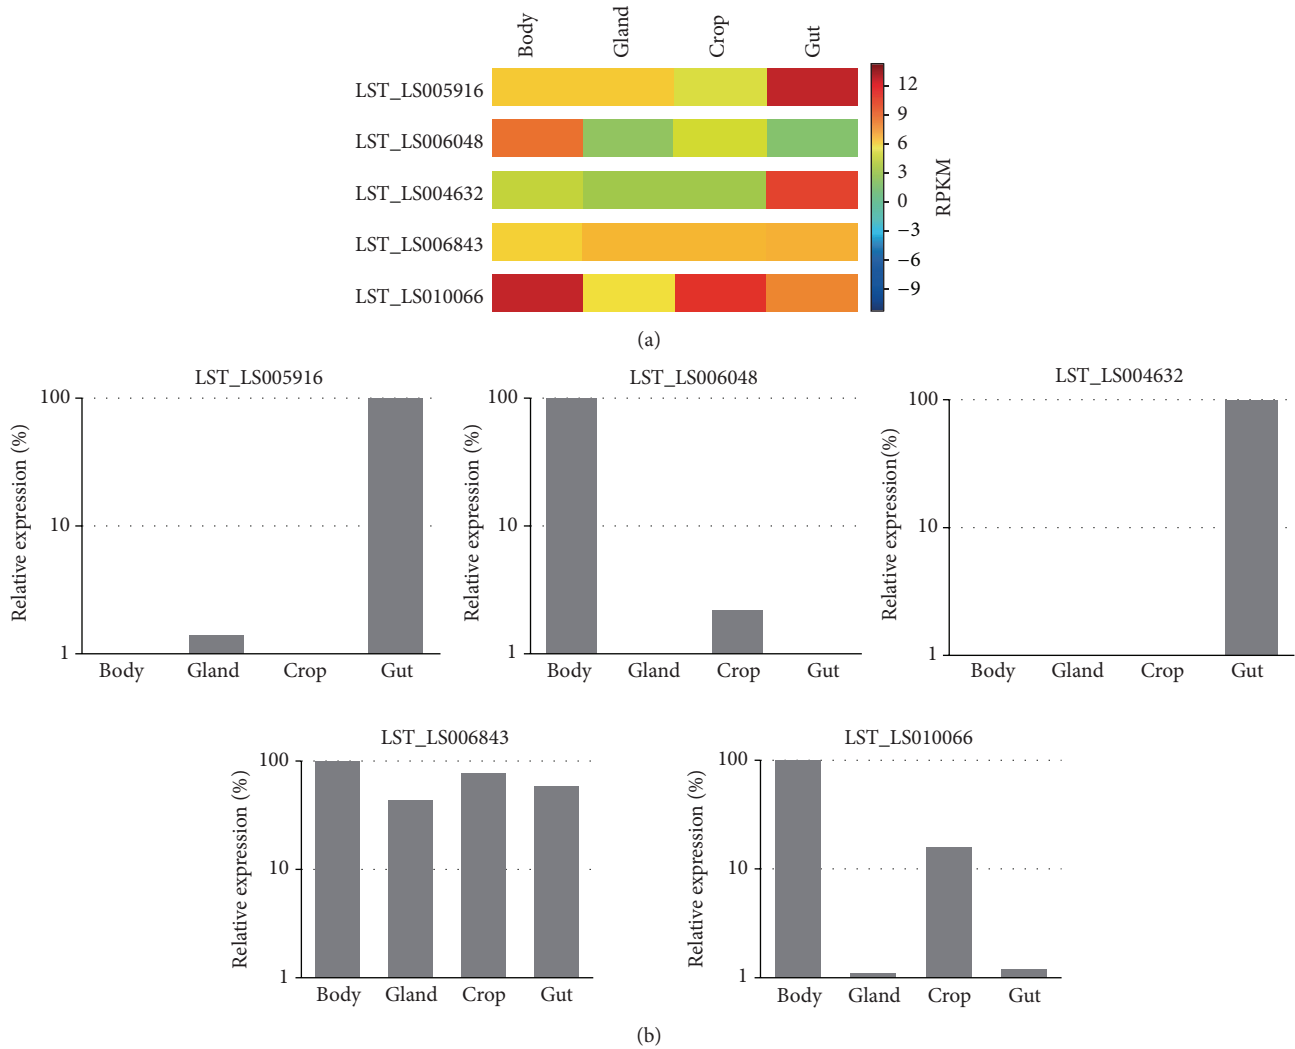 Body Gland Crop Gut
LST_LS005916
LST_LS006048
LST_LS004632
LST_LS006843
LST_LS010066
12
9
6
3
0
−3
−6
−9
RPKM
(a)
LST_LS005916
Relative expression (%)
100
10
1
Body Gland Crop Gut
LST_LS006048
Relative expression (%)
100
10
1
Body Gland Crop Gut
LST_LS004632
Relative expression(%)
100
10
1
Body Gland Crop Gut
LST_LS006843
Relative expression (%)
100
10
1
Body Gland Crop Gut
LST_LS010066
Relative expression (%)
100
10
1
Body Gland Crop Gut
(b)